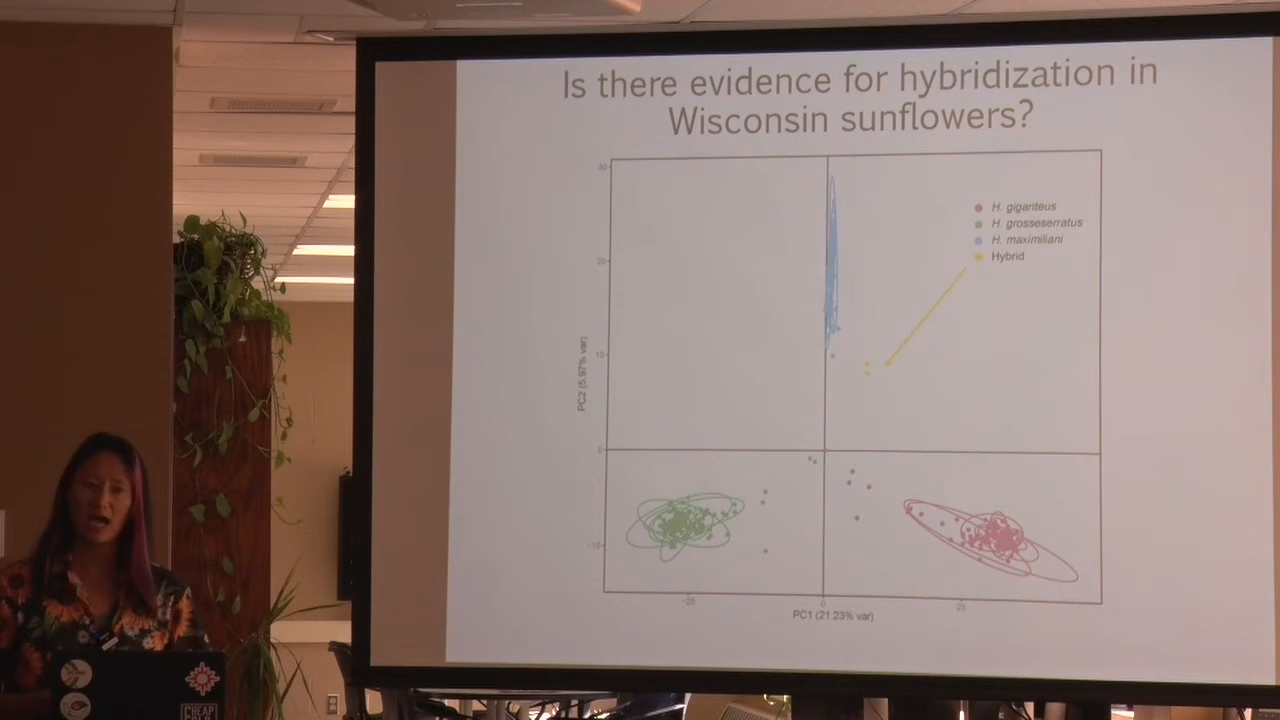 Is there evidence for hybridization in
Wisconsin sunflowers?
30
H. giganteus
H. grosseserratus
20
H. maximiliani
Hybrid
10
PC2 (5.97% var)
0
-10
-25
0
25
PC1 (21.23% var)
CHEAP